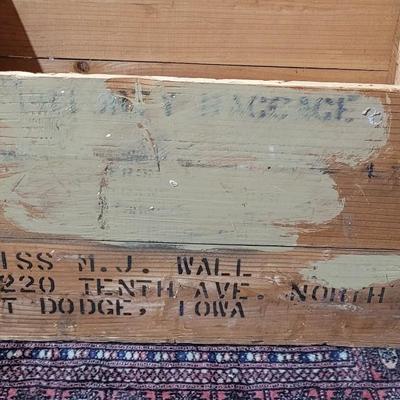 BAGGAGE
ISS M.J. WALL
220 TENTH AVE. NORTH
T DODGE, IOWA